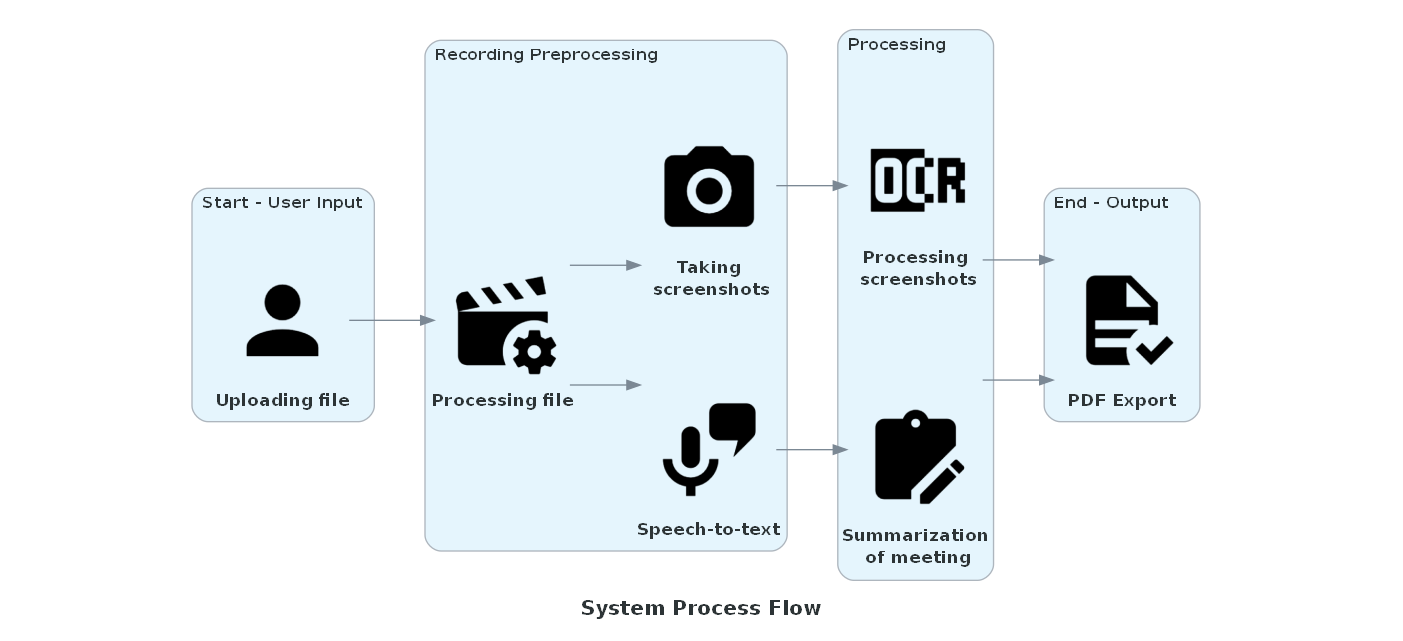 Recording Preprocessing
Processing
Start - User Input
End - Output
OCR
Processing
screenshots
Taking
screenshots
Uploading file
Processing file
PDF Export
Speech-to-text
Summarization
of meeting
System Process Flow